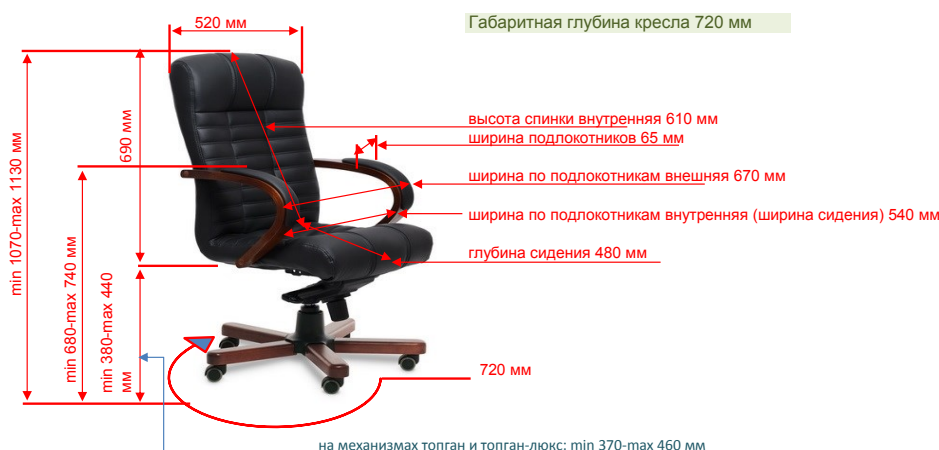 520 мм
Габаритная глубина кресла 720 мм
высота спинки внутренняя 610 мм
ширина подлокотников 65 мм
ширина по подлокотникам внешняя 670 мм
ширина по подлокотникам внутренняя (ширина сидения) 540 мм
глубина сидения 480 мм
690 мм
min 1070-max 1130 мм
min 680-max 740 мм
min 380-max 440
мм
720 мм
на механизмах топган и топган-люкс: min 370-max 460 мм